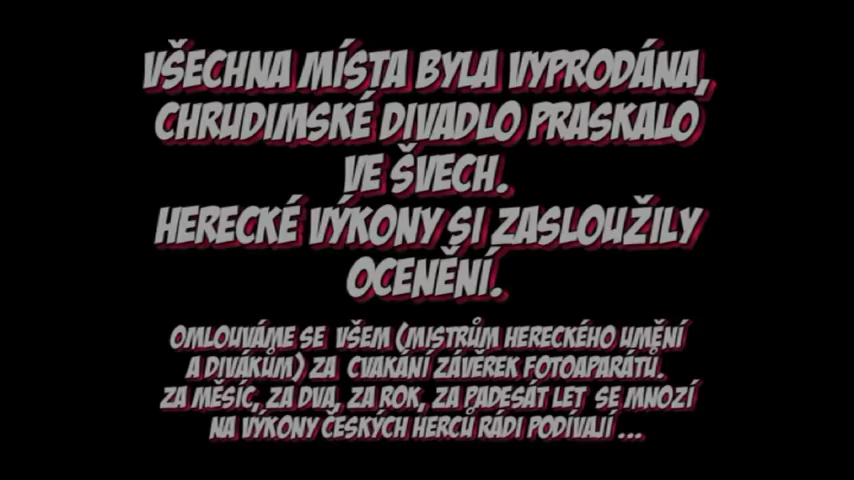 VŠECHNA MÍSTA BYLA VYPRODÁNA,
CHRUDIMSKÉ DIVADLO PRASKALO
VE ŠVECH.
HERECKÉ VÝKONY SI ZASLOUŽILY
OCENĚNÍ.
OMLOUVÁME SE VŠEM (MISTRŮM HERECKÉHO UMĚNÍ
A DIVÁKŮM) ZA CVAKÁNÍ ZÁVĚREK FOTOAPARÁTŮ.
ZA MĚSÍC, ZA DVA, ZA ROK, ZA PADESÁT LET SE MNOZÍ
NA VÝKONY ČESKÝCH HERCŮ RÁDI PODÍVAJÍ ...